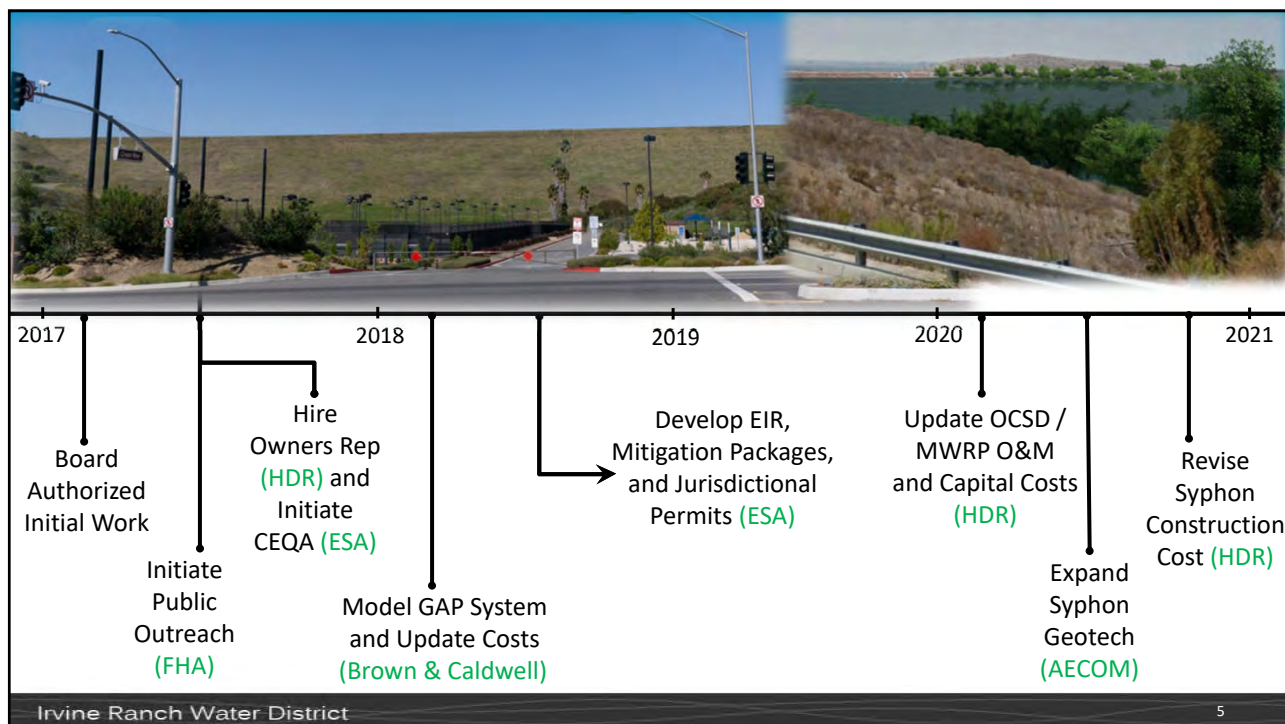 2017
2018
2019
2020
2021
Board
Authorized
Initial Work
Initiate
Public
Outreach
(FHA)
Hire
Owners Rep
(HDR) and
Initiate
CEQA (ESA)
Model GAP System
and Update Costs
(Brown & Caldwell)
Develop EIR,
Mitigation Packages,
and Jurisdictional
Permits (ESA)
Update OCSD /
MWRP O&M
and Capital Costs
(HDR)
Expand
Syphon
Geotech
(AECOM)
Revise
Syphon
Construction
Cost (HDR)
Irvine Ranch Water District
5